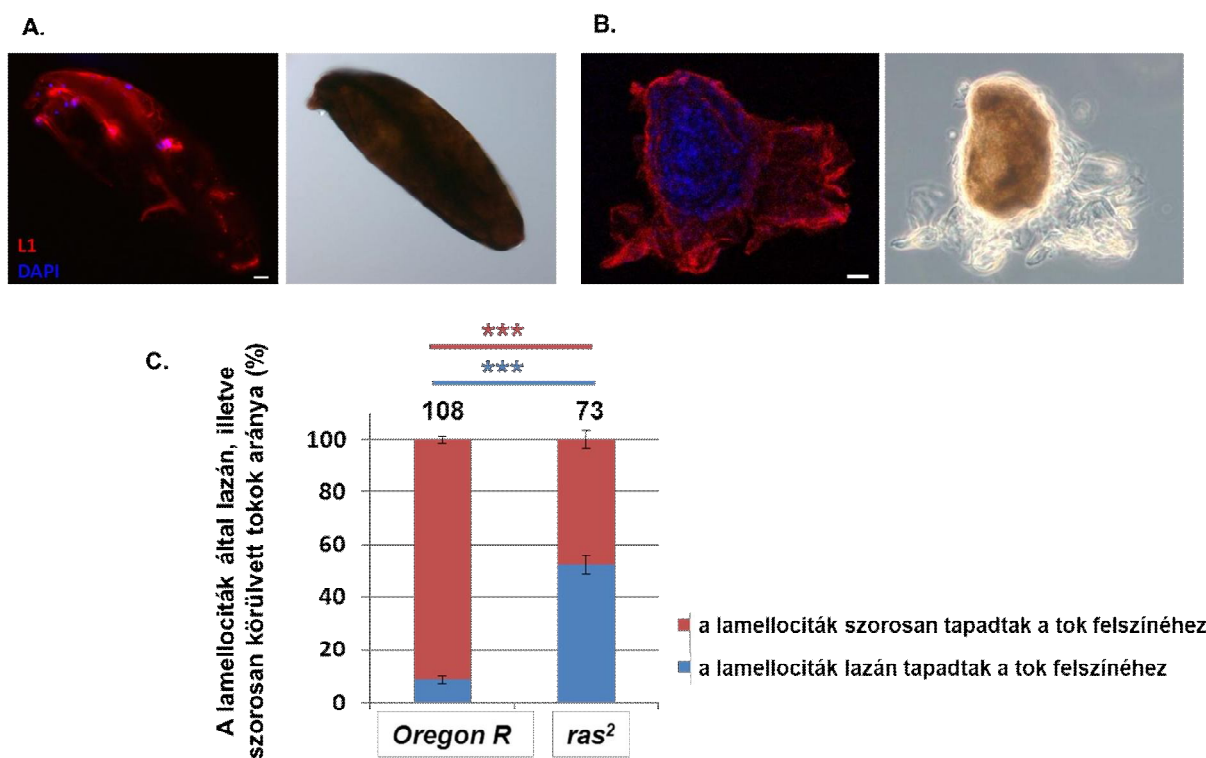 A.
B.
L1
DAPI
C.
A lamellociták által lazán, illetve
szorosan körülvett tokok aránya (%)
***
***
108
73
100
80
60
40
20
0
Oregon R
ras²
a lamellociták szorosan tapadtak a tok felszínéhez
a lamellociták lazán tapadtak a tok felszínéhez